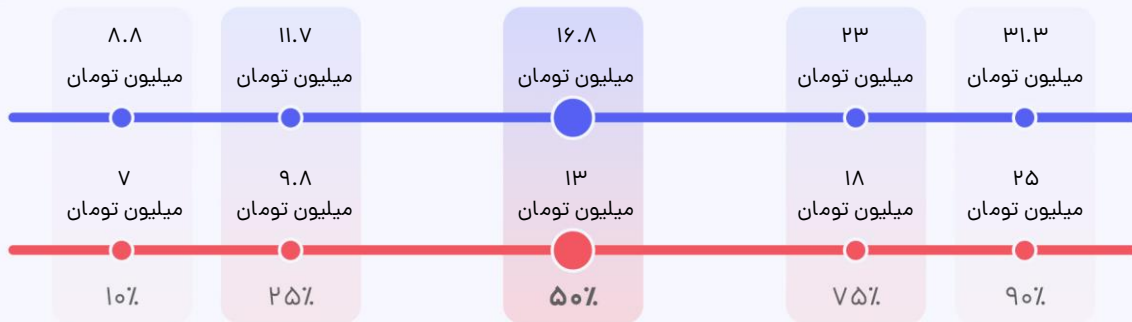 ۸.۸
میلیون تومان
۱۱.۷
میلیون تومان
۱۶.۸
میلیون تومان
۲۳
میلیون تومان
۳۱.۳
میلیون تومان
۷
میلیون تومان
۹.۸
میلیون تومان
۱۳
میلیون تومان
۱۸
میلیون تومان
۲۵
میلیون تومان
۱۰٪
۲۵٪
۵۰٪
۷۵٪
۹۰٪